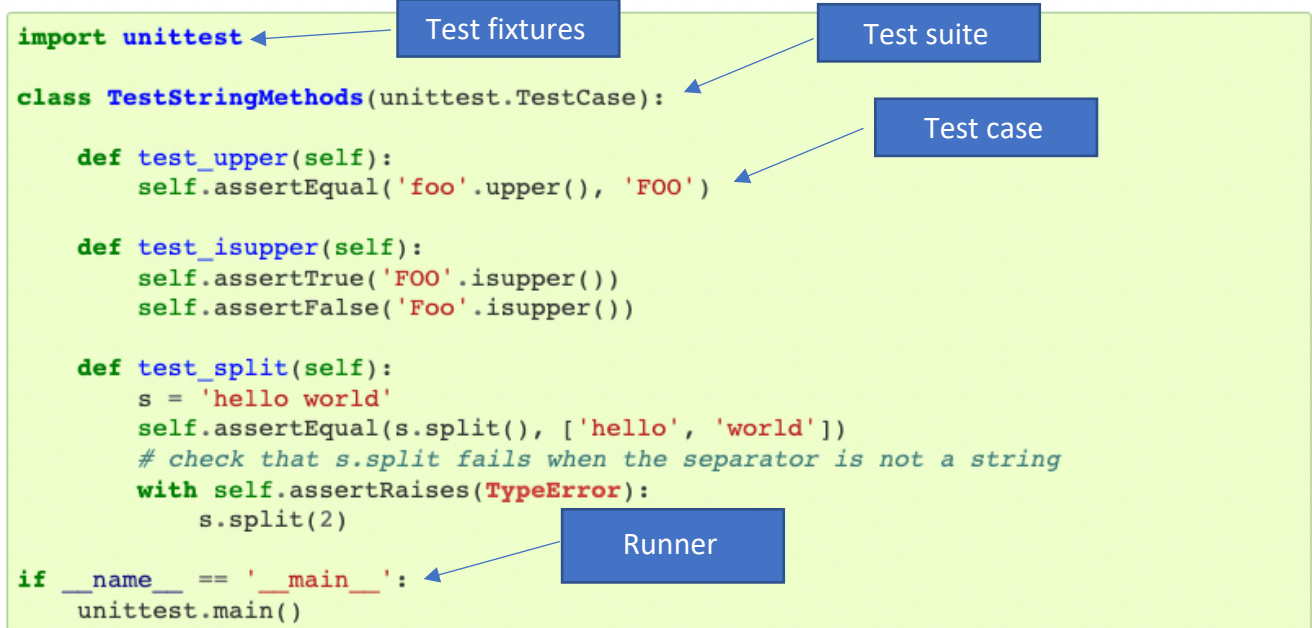 import unittest
Test fixtures
Test suite
class TestStringMethods(unittest.TestCase):
Test case
    def test_upper(self):
        self.assertEqual('foo'.upper(), 'FOO')
    def test_isupper(self):
        self.assertTrue('FOO'.isupper())
        self.assertFalse('Foo'.isupper())
    def test_split(self):
        s = 'hello world'
        self.assertEqual(s.split(), ['hello', 'world'])
        # check that s.split fails when the separator is not a string
        with self.assertRaises(TypeError):
            s.split(2)
Runner
if __name__ == '__main__':
    unittest.main()